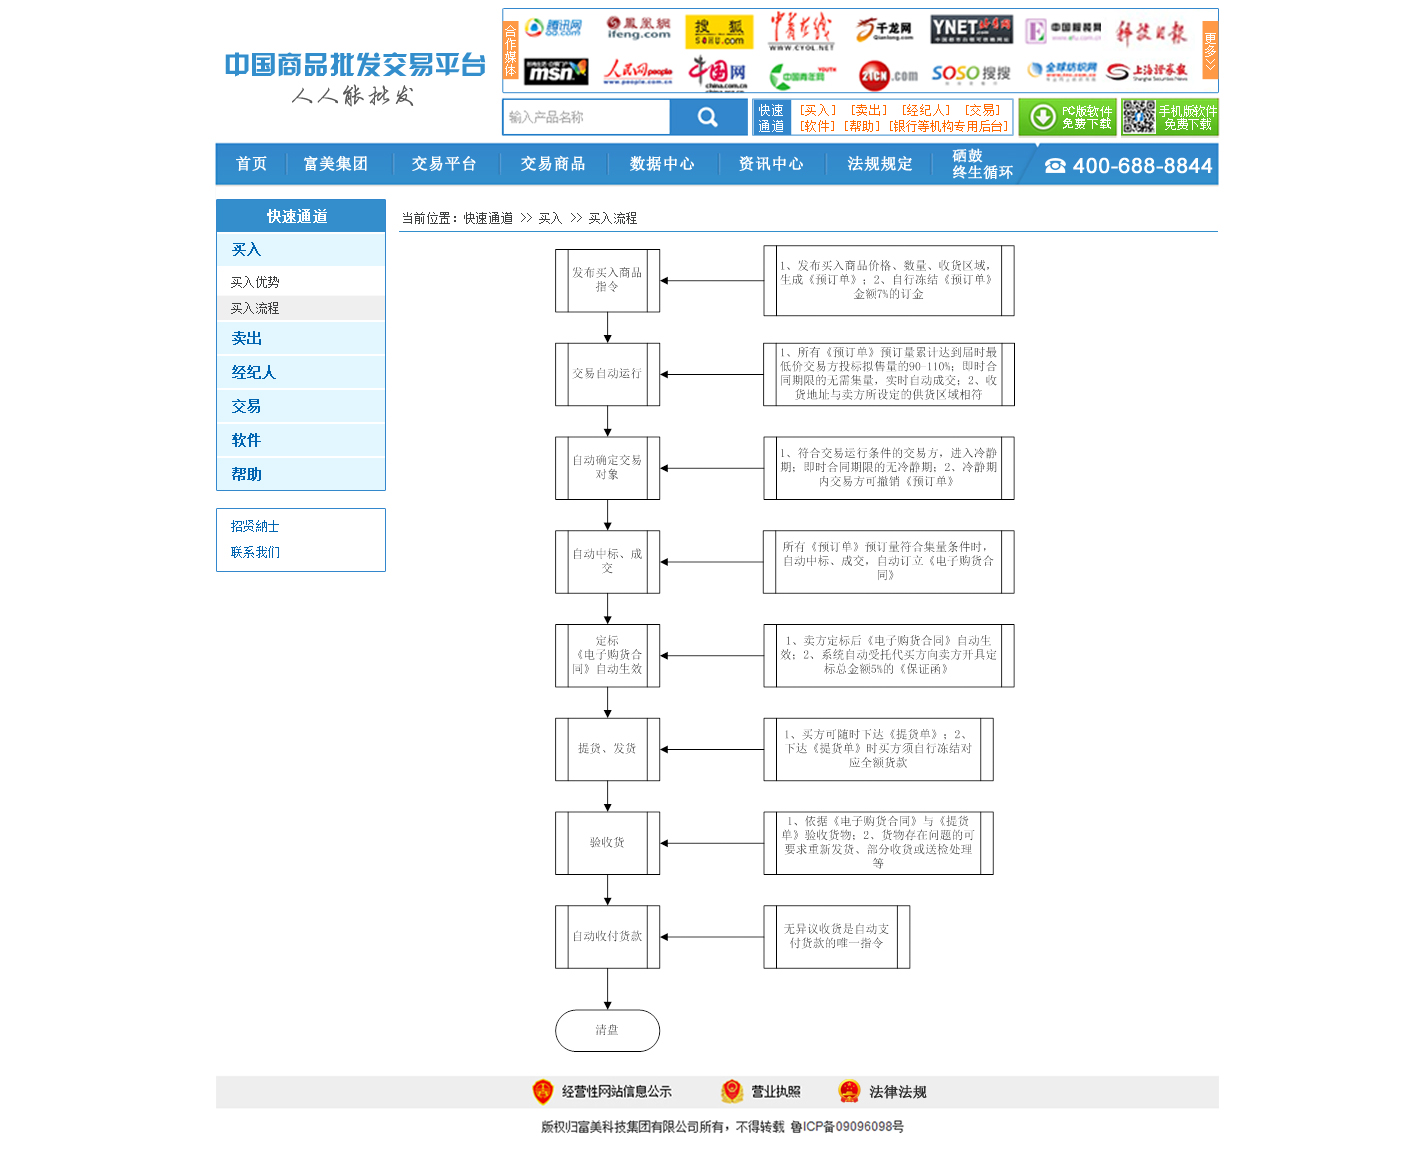 中国商品批发交易平台
人人能批发
合作媒体
腾讯网
QQ.com
鳳凰網
ifeng.com
搜狐
SOHU.com
中青在线
WWW.CYOL.NET
千龙网
Qianlong.com
YNET.com
中国服装网
科技日报
msn
人民网people
www.people.com.cn
中国网
china.com.cn
中国青年网
YOUTH
21CN.com
SOSO搜搜
全球纺织网
上海证券报
更多>>
输入产品名称
快速通道
[买入] [卖出] [经纪人] [交易]
[软件] [帮助] [银行等机构专用后台]
PC版软件
免费下载
手机版软件
免费下载
首页
富美集团
交易平台
交易商品
数据中心
资讯中心
法规规定
硒鼓
终生循环
400-688-8844
快速通道
买入
买入优势
买入流程
卖出
经纪人
交易
软件
帮助
招贤納士
联系我们
当前位置：快速通道 >> 买入 >> 买入流程
发布买入商品
指令
1、发布买入商品价格、数量、收货区域，
生成《预订单》；2、自行冻结《预订单》
金额7%的订金
交易自动运行
1、所有《预订单》预订量累计达到届时最
低价交易方投标拟售量的90-110%；即时合
同期限的无需集量，实时自动成交；2、收
货地址与卖方所设定的供货区域相符
自动确定交易
对象
1、符合交易运行条件的交易方，进入冷静
期；即时合同期限的无冷静期；2、冷静期
内交易方可撤销《预订单》
自动中标、成
交
所有《预订单》预订量符合集量条件时，
自动中标、成交，自动订立《电子购货合
同》
定标
《电子购货合
同》自动生效
1、卖方定标后《电子购货合同》自动生
效；2、系统自动受托代买方向卖方开具定
标总金额5%的《保证函》
提货、发货
1、买方可随时下达《提货单》；2、
下达《提货单》时买方须自行冻结对
应全额货款
验收货
1、依据《电子购货合同》与《提货
单》验收货物；2、货物存在问题的可
要求重新发货、部分收货或送检处理
等
自动收付货款
无异议收货是自动支
付货款的唯一指令
清盘
经营性网站信息公示
营业执照
法律法规
版权归富美科技集团有限公司所有，不得转载 鲁ICP备09096098号